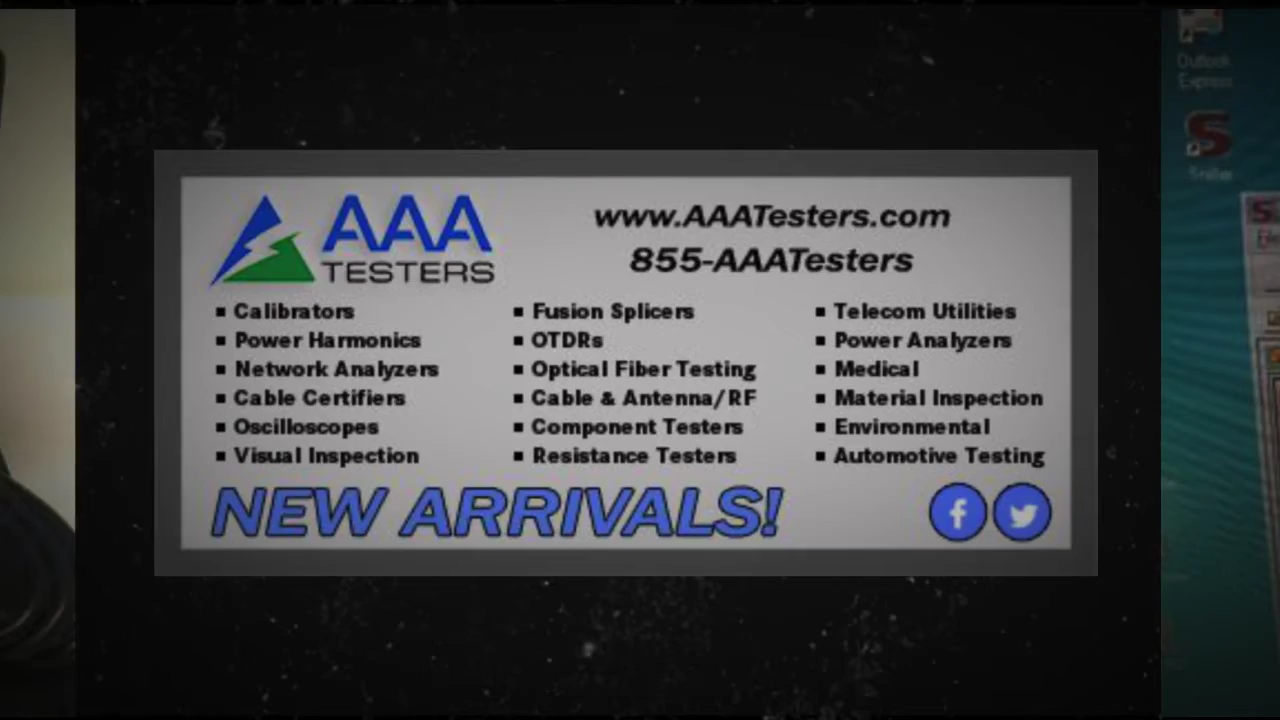 AAA
TESTERS
www.AAATesters.com
855-AAATesters
▪ Calibrators
▪ Power Harmonics
▪ Network Analyzers
▪ Cable Certifiers
▪ Oscilloscopes
▪ Visual Inspection
▪ Fusion Splicers
▪ OTDRs
▪ Optical Fiber Testing
▪ Cable & Antenna/RF
▪ Component Testers
▪ Resistance Testers
▪ Telecom Utilities
▪ Power Analyzers
▪ Medical
▪ Material Inspection
▪ Environmental
▪ Automotive Testing
NEW ARRIVALS!
Outlook
Express
S